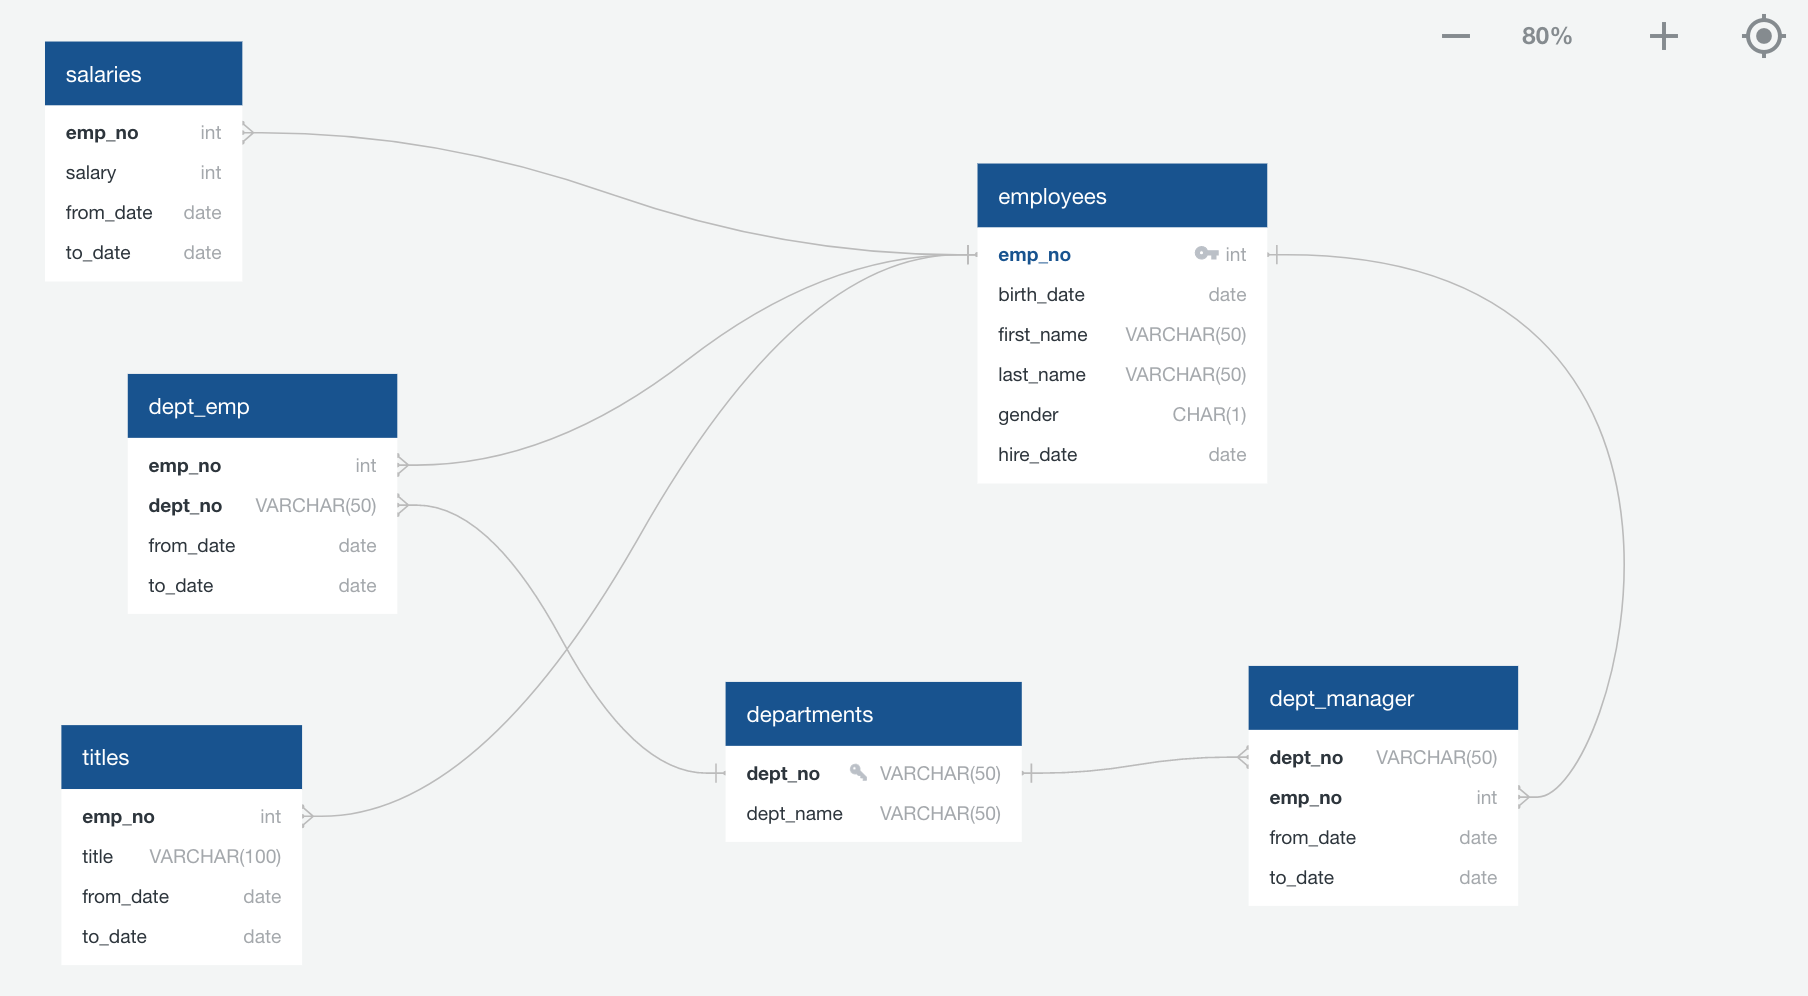 80%
salaries
emp_no int
salary int
from_date date
to_date date
employees
emp_no int
birth_date date
first_name VARCHAR(50)
last_name VARCHAR(50)
gender CHAR(1)
hire_date date
dept_emp
emp_no int
dept_no VARCHAR(50)
from_date date
to_date date
departments
dept_no VARCHAR(50)
dept_name VARCHAR(50)
dept_manager
dept_no VARCHAR(50)
emp_no int
from_date date
to_date date
titles
emp_no int
title VARCHAR(100)
from_date date
to_date date